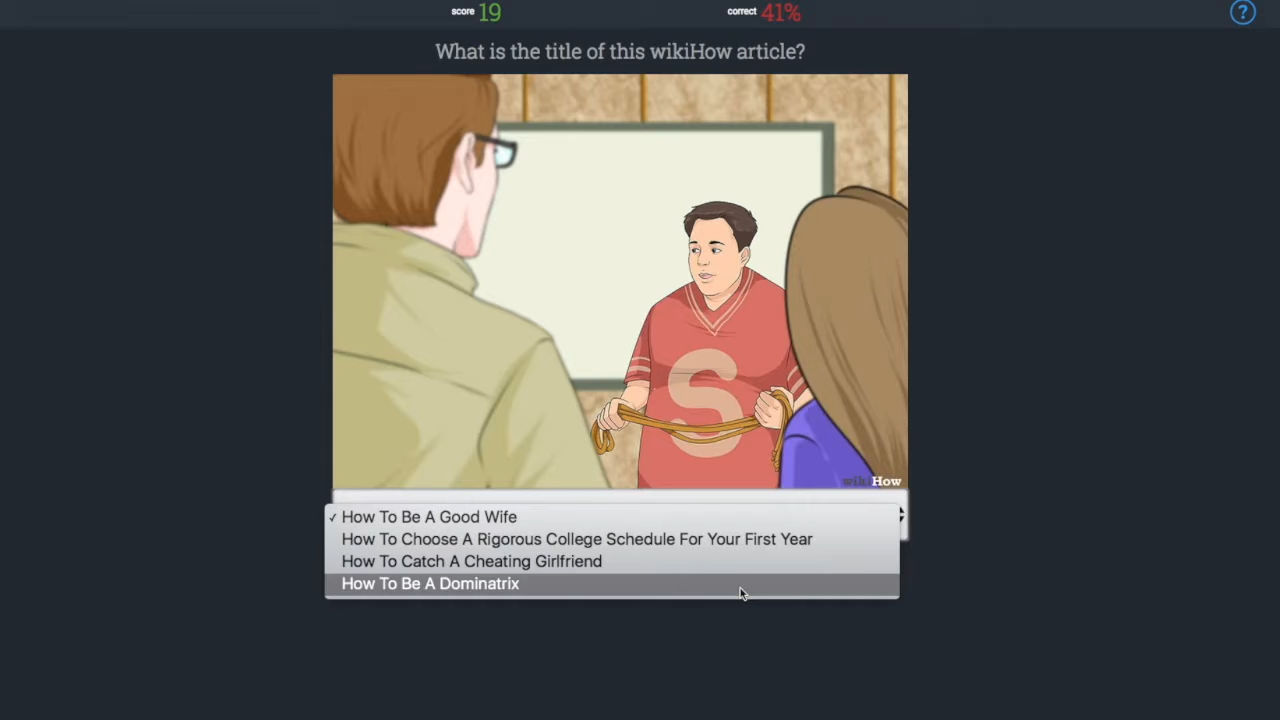 score 19
correct 41%
?
What is the title of this wikiHow article?
S
wikiHow
✓ How To Be A Good Wife
How To Choose A Rigorous College Schedule For Your First Year
How To Catch A Cheating Girlfriend
How To Be A Dominatrix